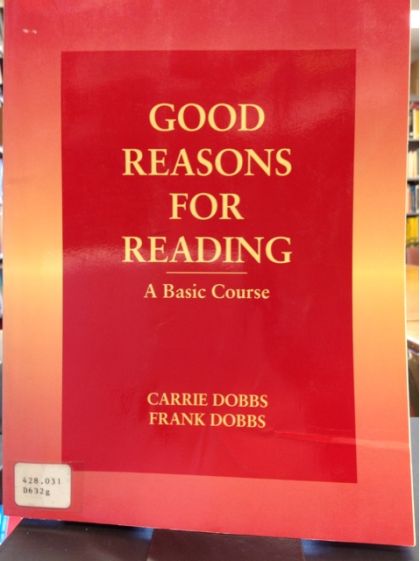 GOOD
REASONS
FOR
READING
A Basic Course
CARRIE DOBBS
FRANK DOBBS
428.031
D632g